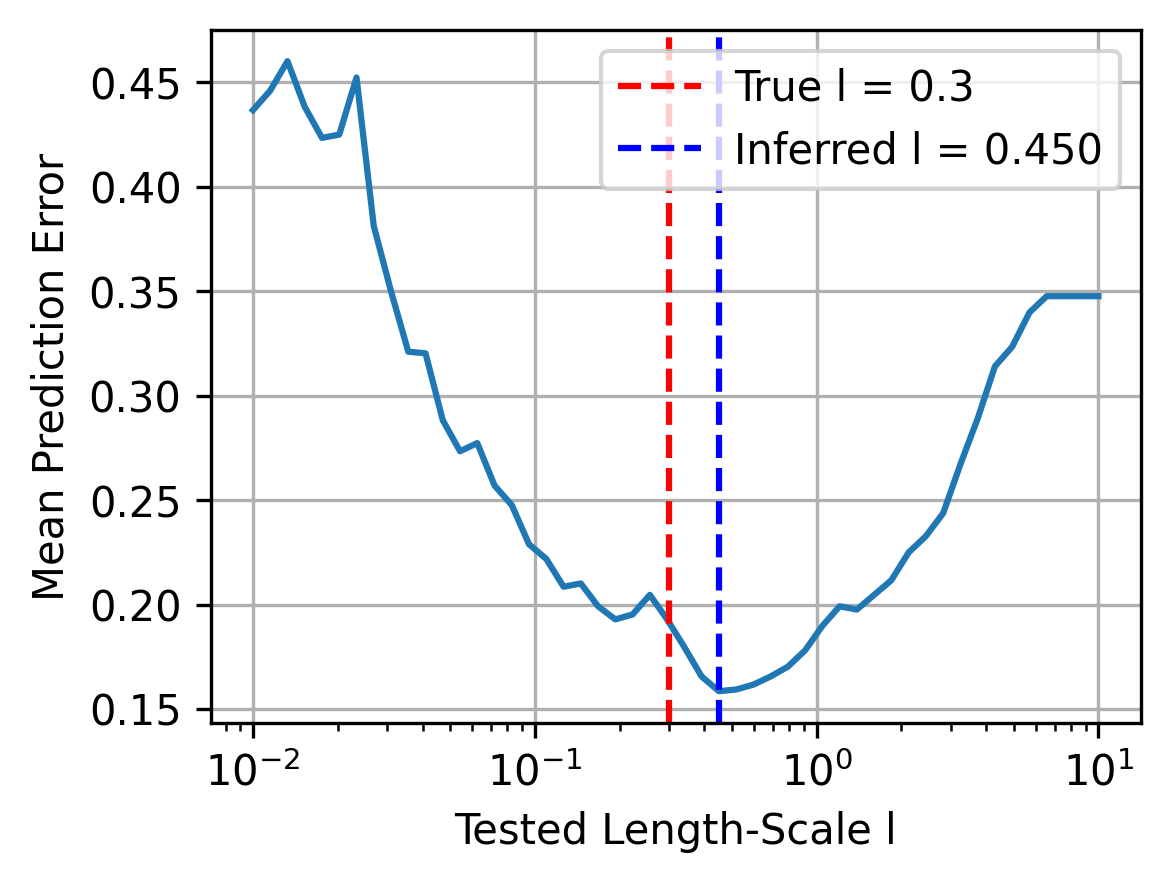 True l = 0.3
Inferred l = 0.450
Mean Prediction Error
0.45
0.40
0.35
0.30
0.25
0.20
0.15
10⁻² 10⁻¹ 10⁰ 10¹
Tested Length-Scale l